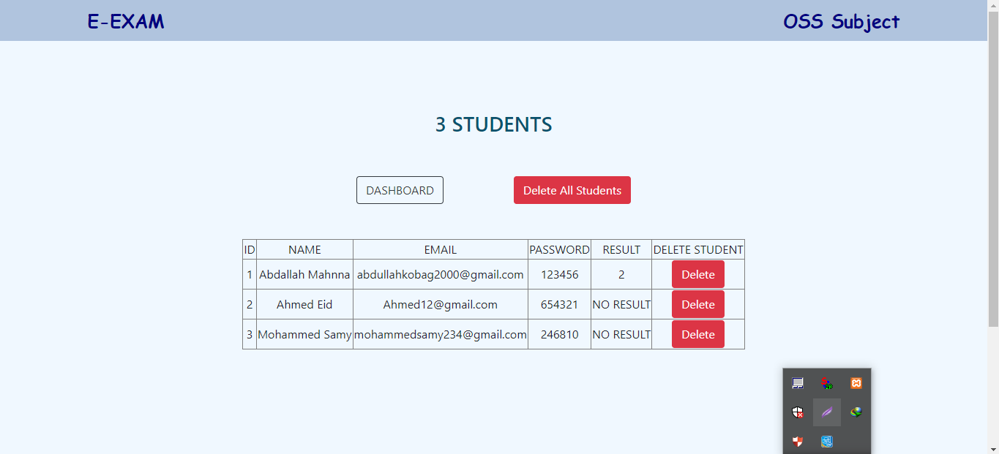 E-EXAM OSS Subject
3 STUDENTS
DASHBOARD Delete All Students
ID NAME EMAIL PASSWORD RESULT DELETE STUDENT
1 Abdallah Mahnna abdullahkobag2000@gmail.com 123456 2 Delete
2 Ahmed Eid Ahmed12@gmail.com 654321 NO RESULT Delete
3 Mohammed Samy mohammedsamy234@gmail.com 246810 NO RESULT Delete